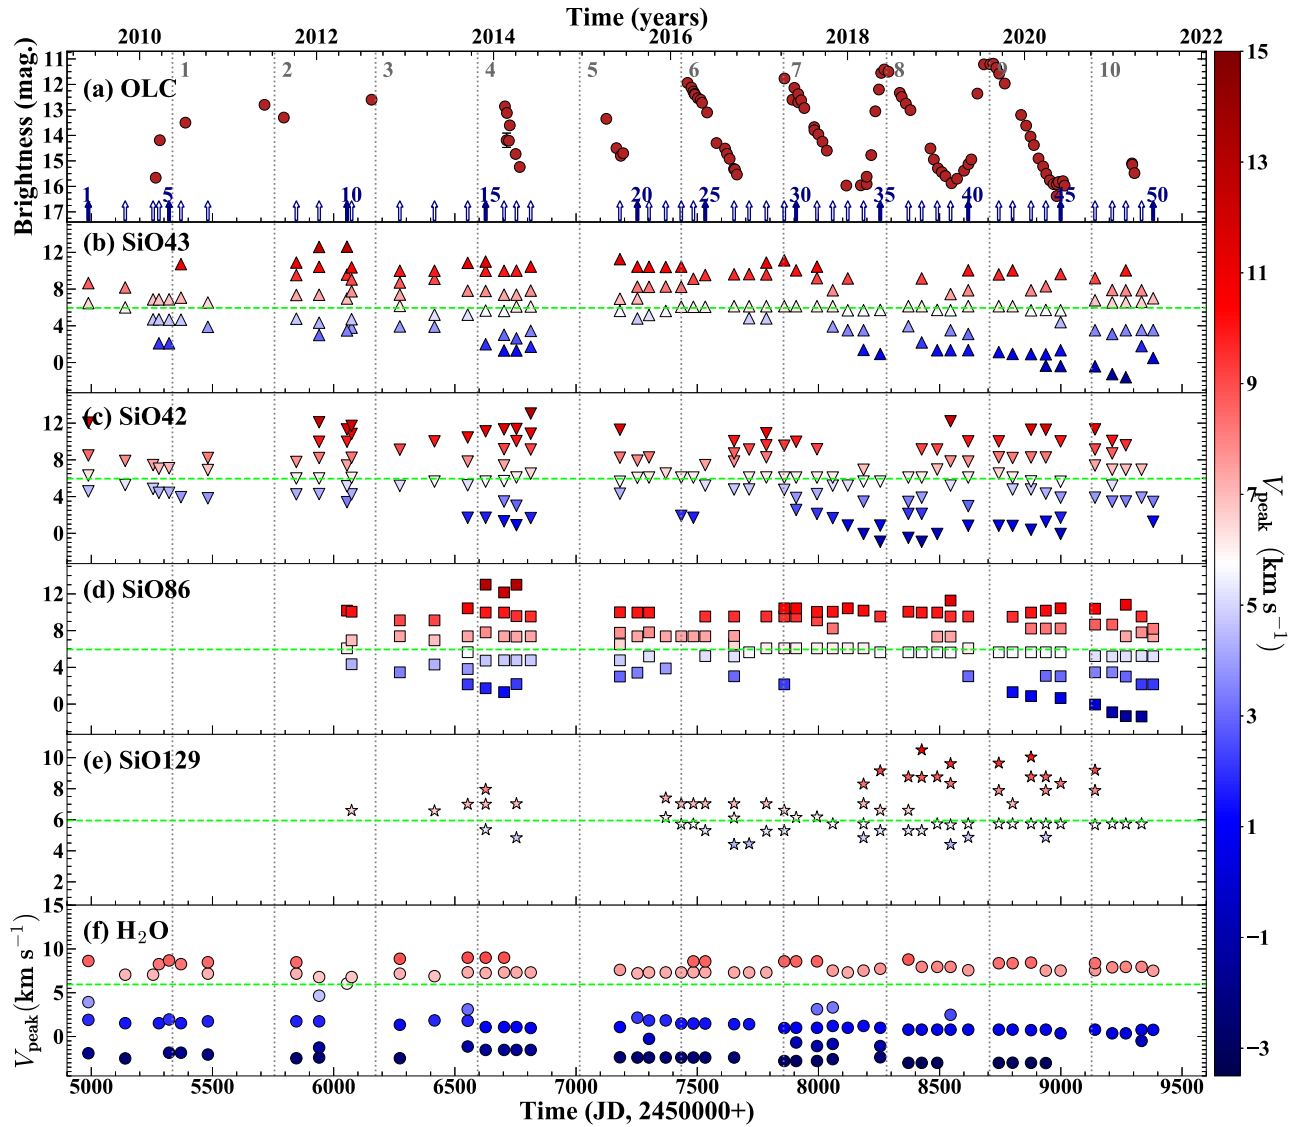 Time (years)
2010 2012 2014 2016 2018 2020 2022
Brightness (mag.)
11
12
13
14
15
16
17
(a) OLC
1 2 3 4 5 6 7 8 9 10
1 5 10 15 20 25 30 35 40 45 50
(b) SiO43
12
8
4
0
(c) SiO42
12
8
4
0
(d) SiO86
12
8
4
0
(e) SiO129
10
8
6
4
2
(f) H₂O
15
10
5
0
V_peak (km s⁻¹)
5000 5500 6000 6500 7000 7500 8000 8500 9000 9500
Time (JD, 2450000+)
15
13
11
9
7
5
3
1
−1
−3
V_peak (km s⁻¹)